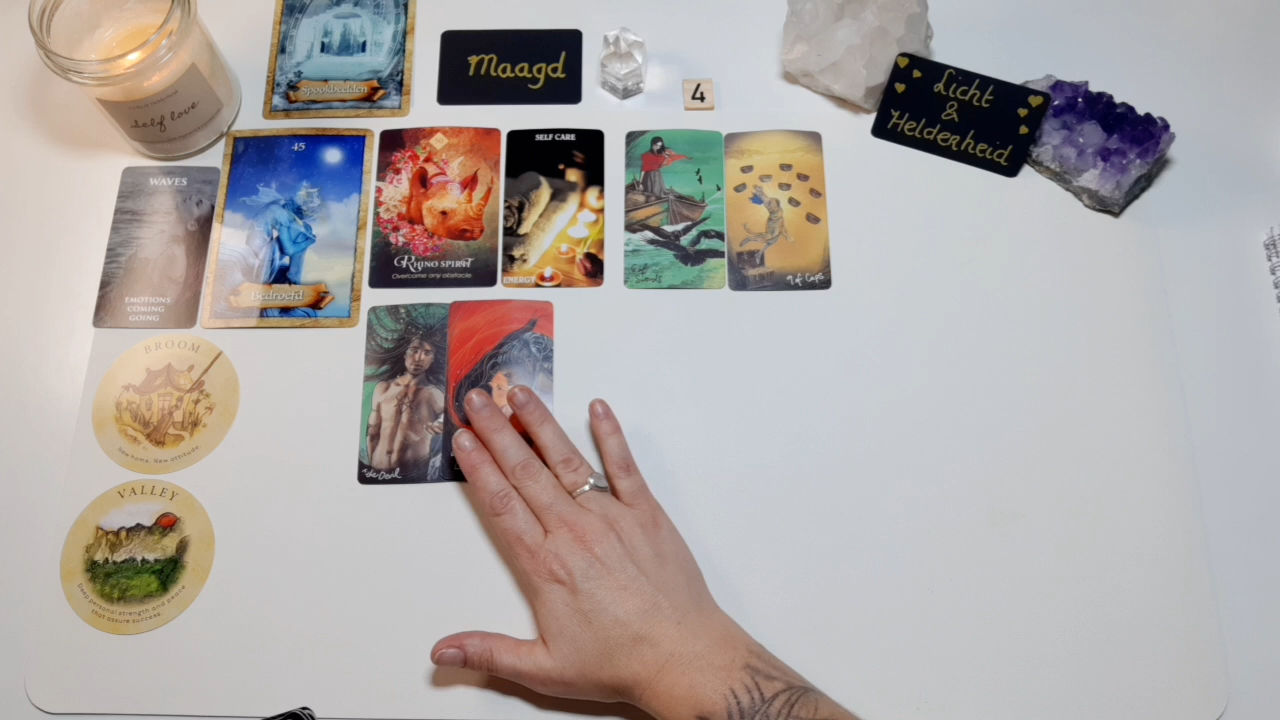 self love
Spookbeelden
Maagd
4
Licht
&
Helderheid
WAVES
EMOTIONS
COMING
GOING
45
Bedroefd
RHINO SPIRIT
Overcome any obstacle.
SELF CARE
ENERGY
9 of Cups
The Devil
BROOM
New home. New attitude.
VALLEY
Deep personal strength and peace
that assure success.